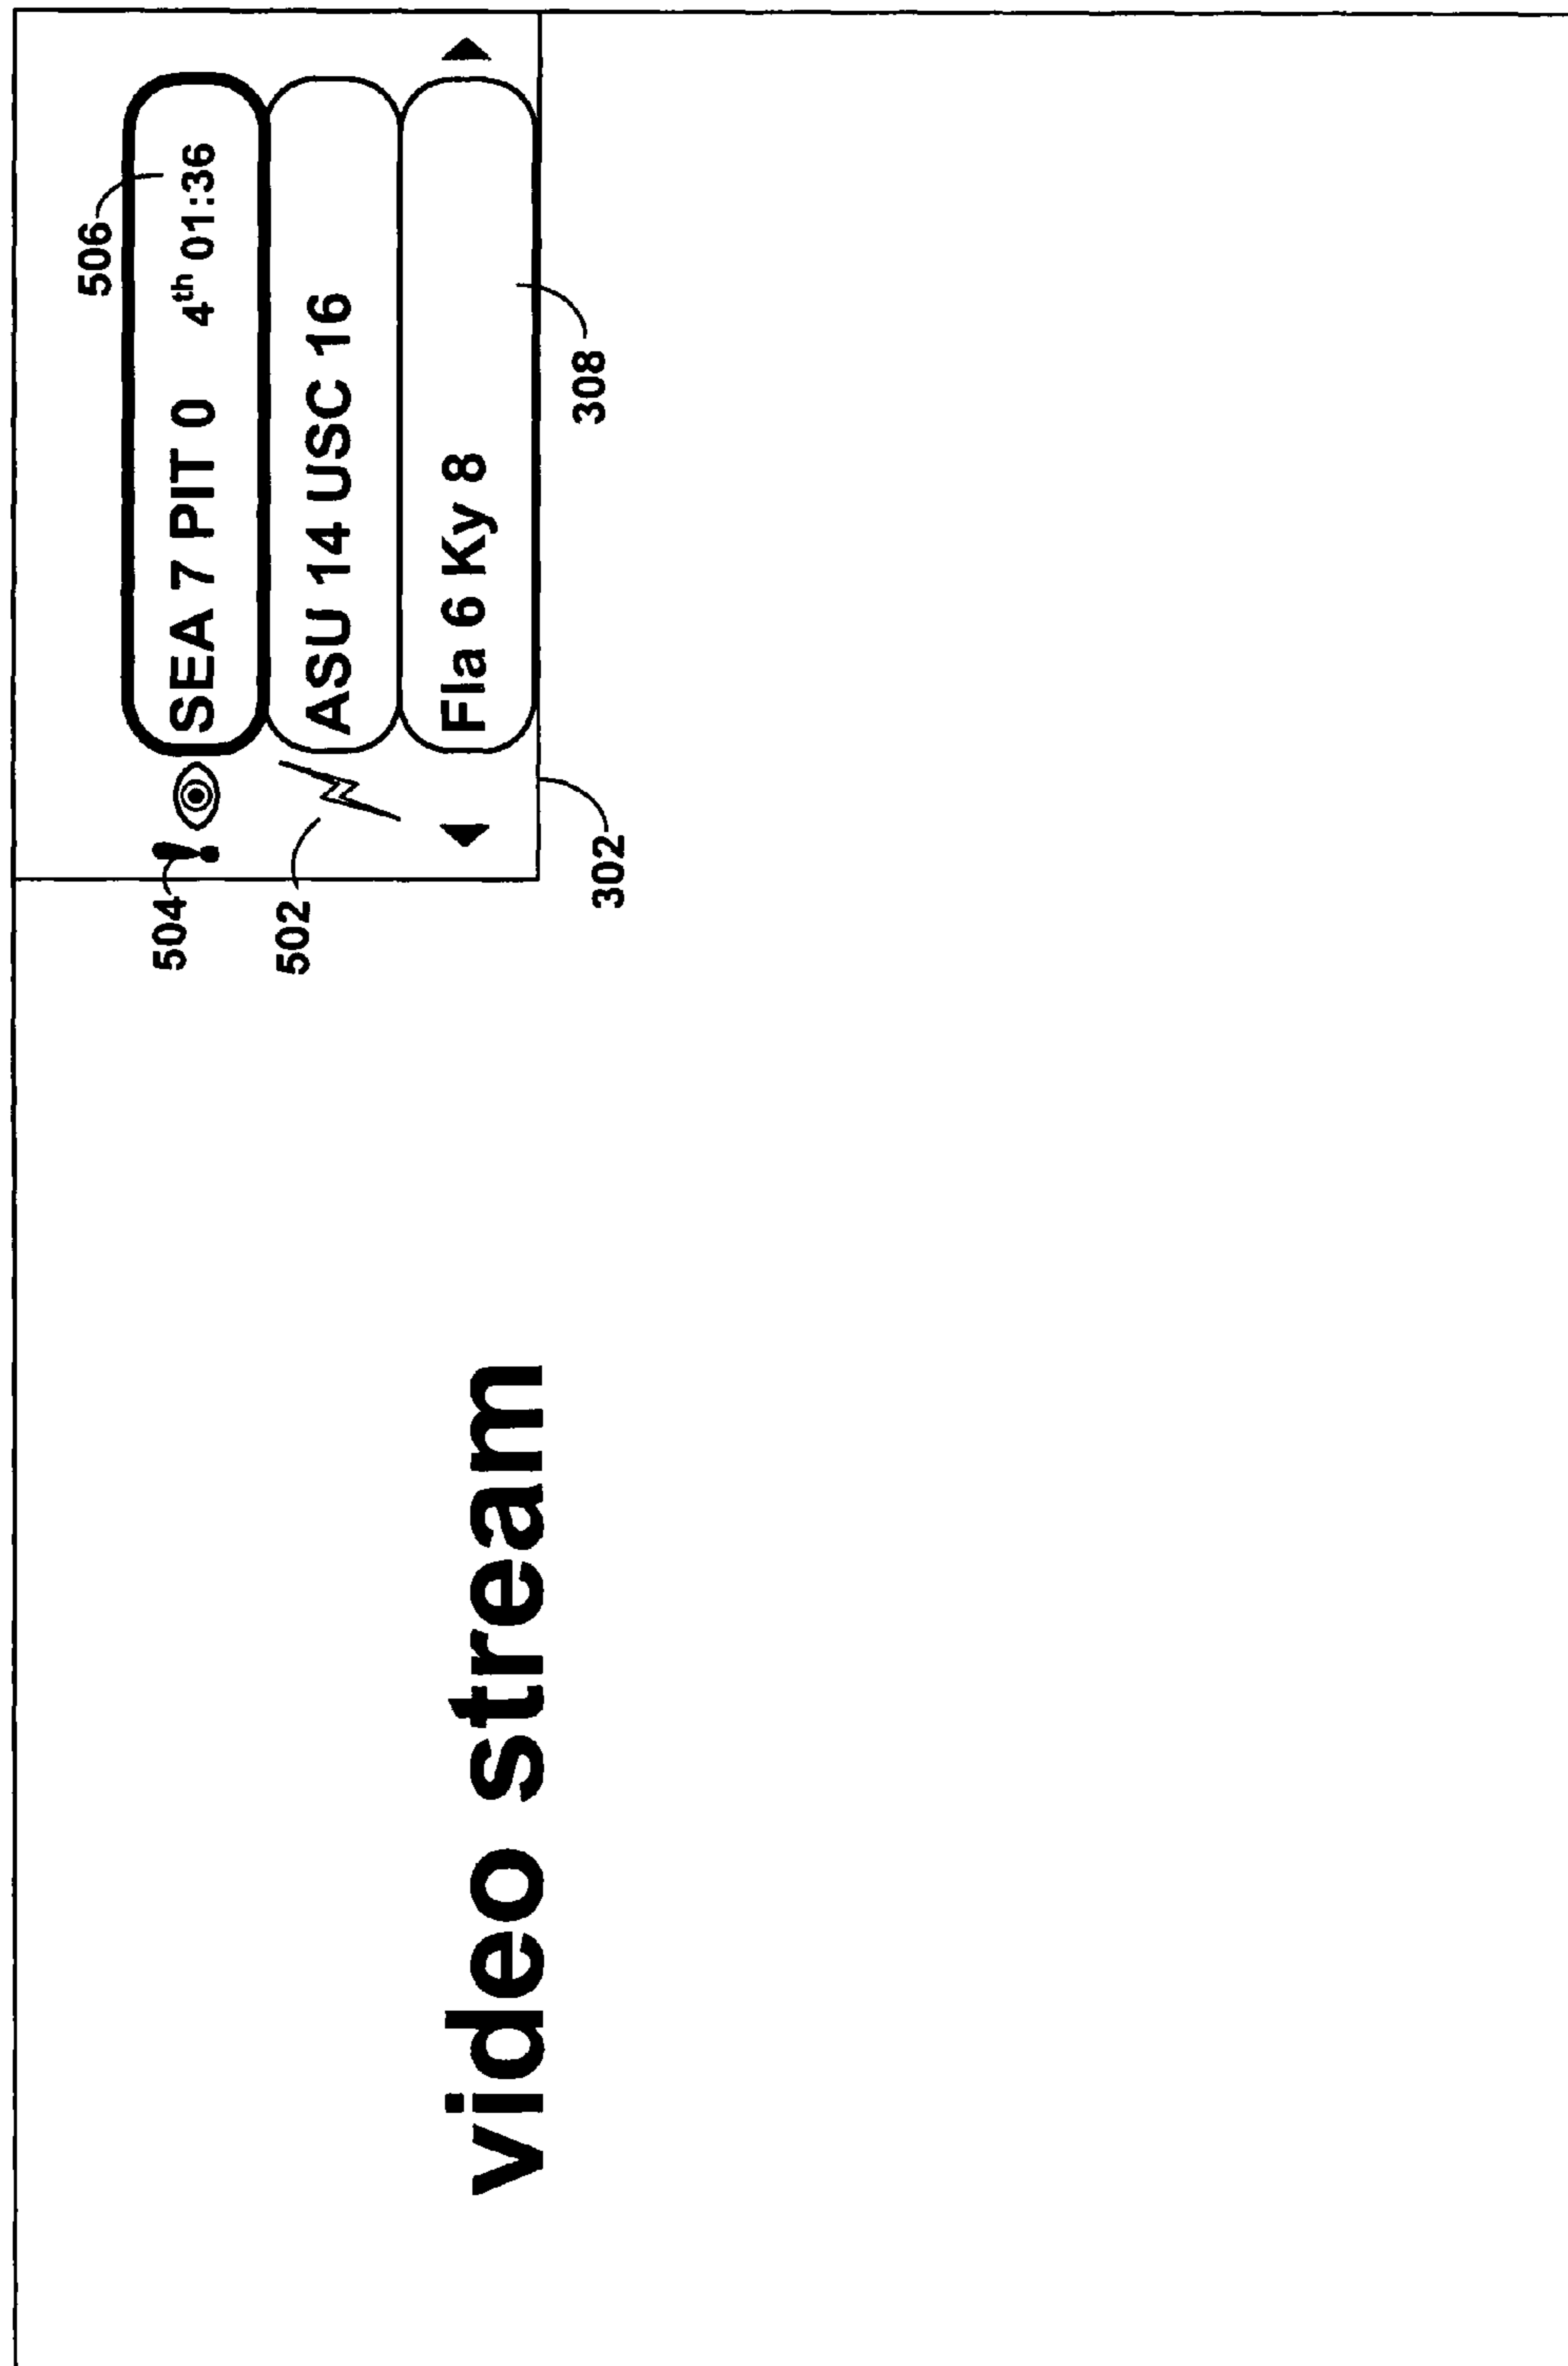 506
504
! SEA 7 PIT 0 4th 01:36
502
ASU 14 USC 16
Fla 6 Ky 8
308
302
video stream